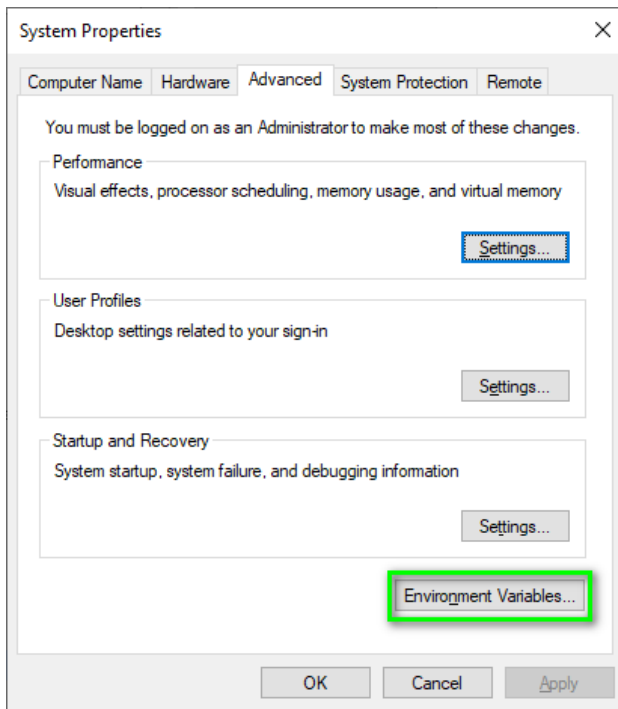 System Properties
Computer Name Hardware Advanced System Protection Remote
You must be logged on as an Administrator to make most of these changes.
Performance
Visual effects, processor scheduling, memory usage, and virtual memory
Settings...
User Profiles
Desktop settings related to your sign-in
Settings...
Startup and Recovery
System startup, system failure, and debugging information
Settings...
Environment Variables...
OK Cancel Apply